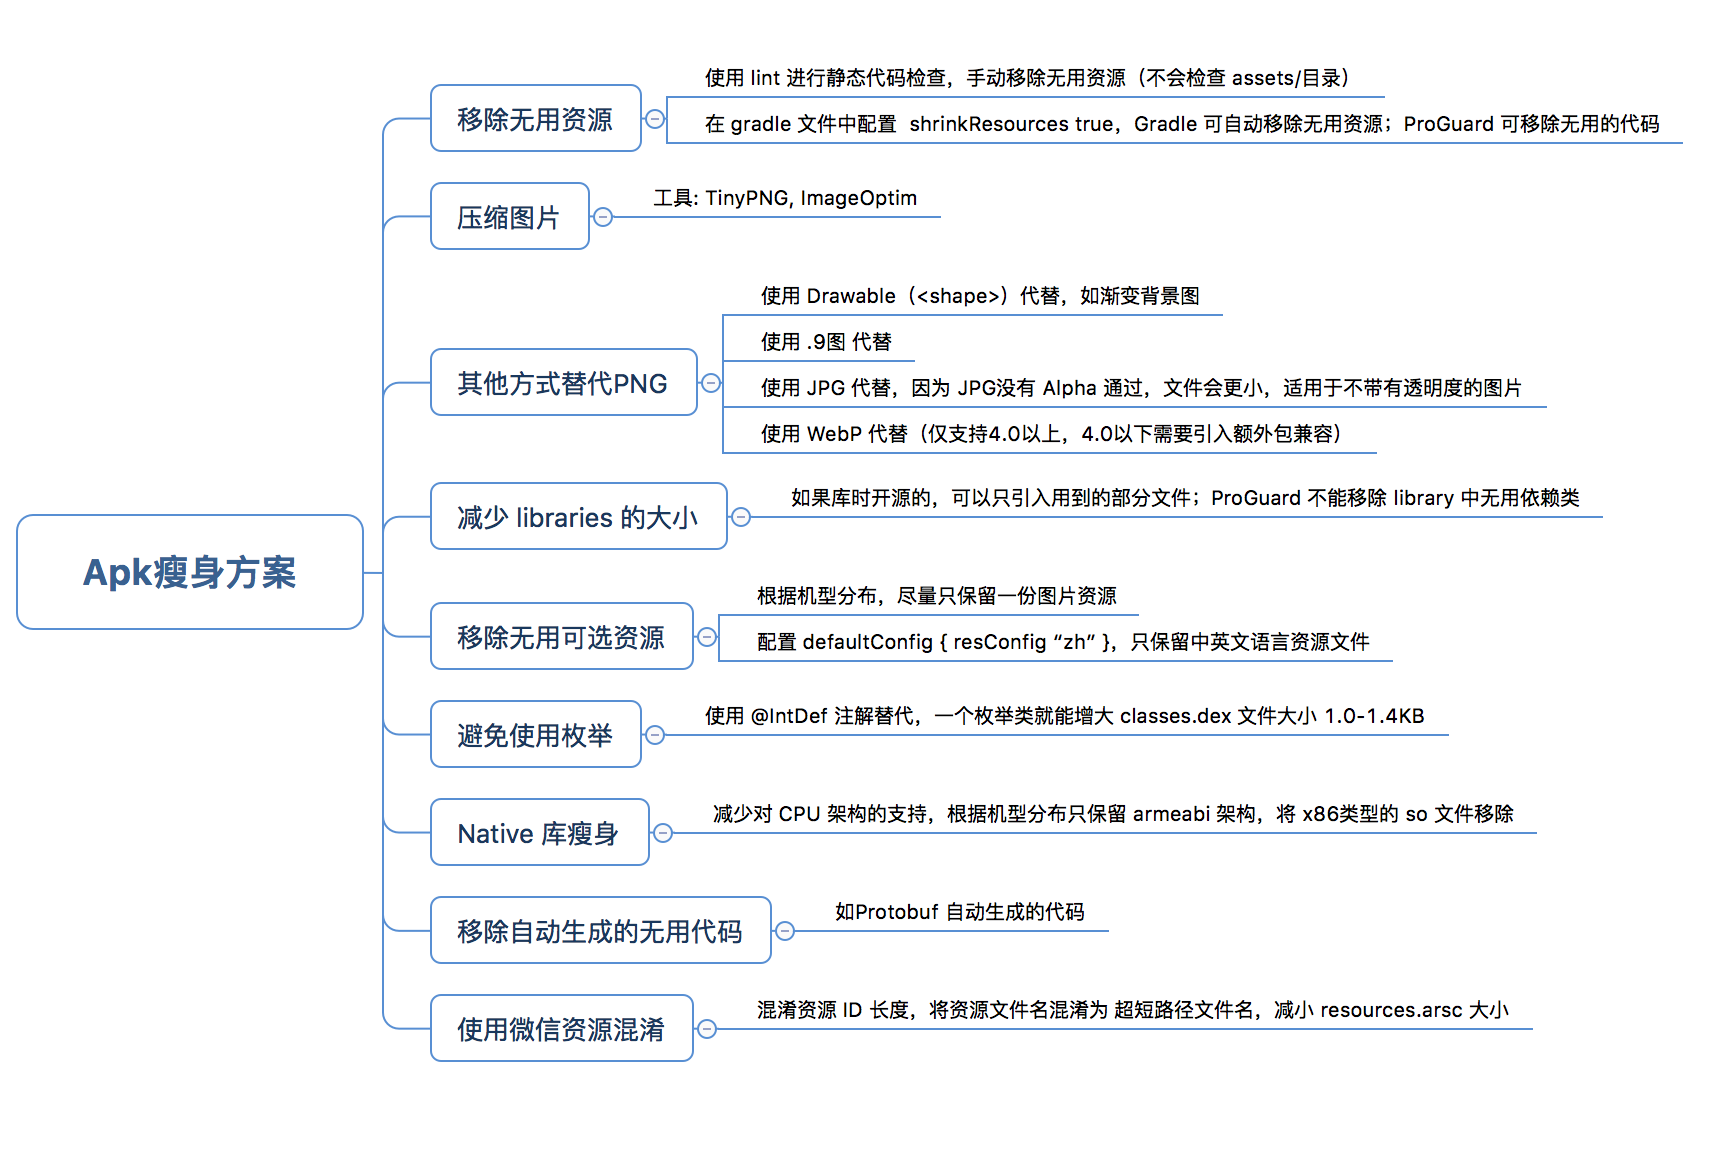 使用 lint 进行静态代码检查，手动移除无用资源（不会检查 assets/目录）
移除无用资源
在 gradle 文件中配置  shrinkResources true，Gradle 可自动移除无用资源；ProGuard 可移除无用的代码
工具: TinyPNG, ImageOptim
压缩图片
使用 Drawable（<shape>）代替，如渐变背景图
使用 .9图 代替
其他方式替代PNG
使用 JPG 代替，因为 JPG没有 Alpha 通过，文件会更小，适用于不带有透明度的图片
使用 WebP 代替（仅支持4.0以上，4.0以下需要引入额外包兼容）
如果库时开源的，可以只引入用到的部分文件；ProGuard 不能移除 library 中无用依赖类
减少 libraries 的大小
Apk瘦身方案
根据机型分布，尽量只保留一份图片资源
移除无用可选资源
配置 defaultConfig { resConfig “zh” }，只保留中英文语言资源文件
使用 @IntDef 注解替代，一个枚举类就能增大 classes.dex 文件大小 1.0-1.4KB
避免使用枚举
减少对 CPU 架构的支持，根据机型分布只保留 armeabi 架构，将 x86类型的 so 文件移除
Native 库瘦身
如Protobuf 自动生成的代码
移除自动生成的无用代码
混淆资源 ID 长度，将资源文件名混淆为 超短路径文件名，减小 resources.arsc 大小
使用微信资源混淆